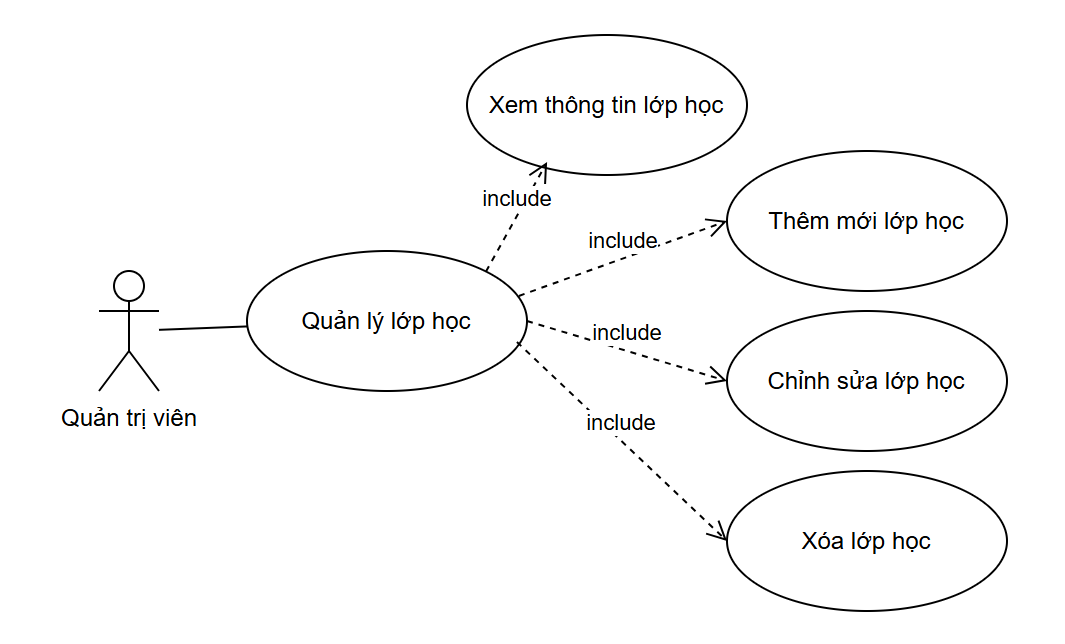 Xem thông tin lớp học
include
Thêm mới lớp học
include
Quản lý lớp học
include
Chỉnh sửa lớp học
Quản trị viên
include
Xóa lớp học